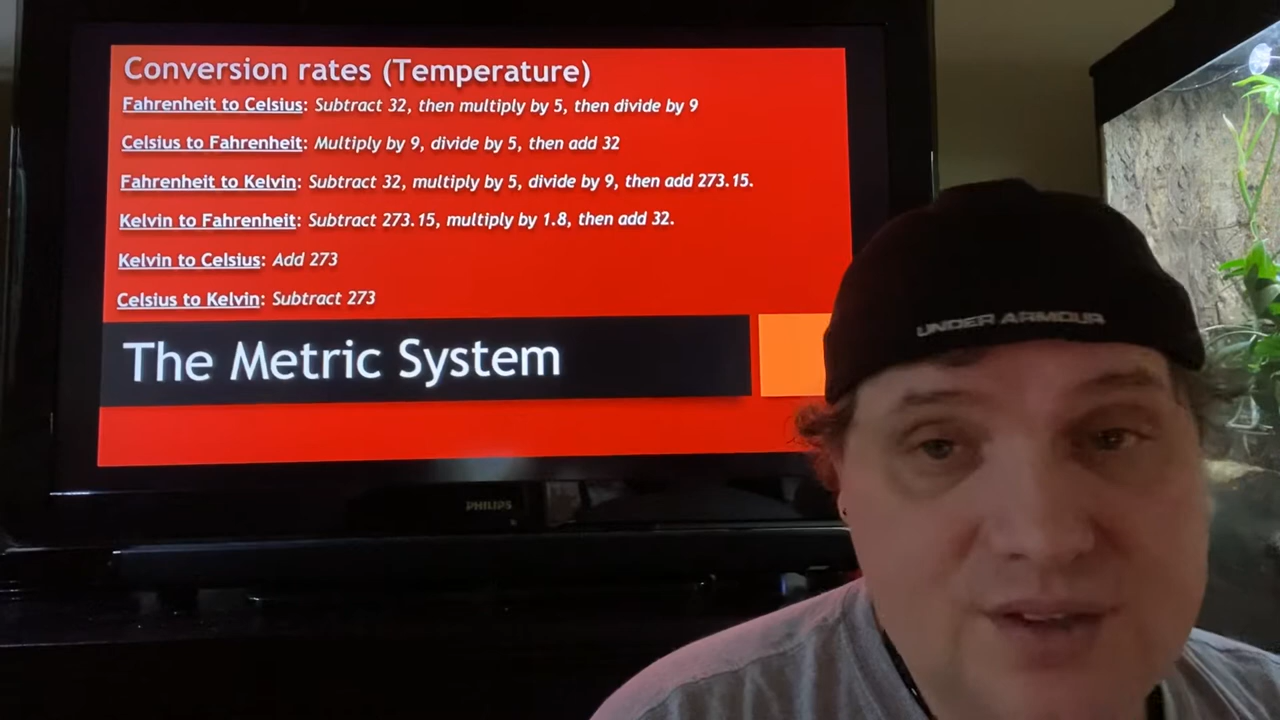 Conversion rates (Temperature)
Fahrenheit to Celsius: Subtract 32, then multiply by 5, then divide by 9
Celsius to Fahrenheit: Multiply by 9, divide by 5, then add 32
Fahrenheit to Kelvin: Subtract 32, multiply by 5, divide by 9, then add 273.15.
Kelvin to Fahrenheit: Subtract 273.15, multiply by 1.8, then add 32.
Kelvin to Celsius: Add 273
Celsius to Kelvin: Subtract 273
The Metric System
PHILIPS
UNDER ARMOUR